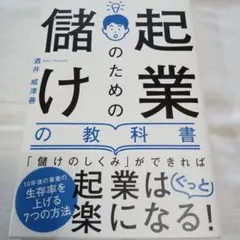 起業
のための
儲け
の教科書
酒井威津善
「儲けのしくみ」ができれば
起業は
ぐっと
楽になる!
10年後の事業の
生存率を
上げる
7つの方法